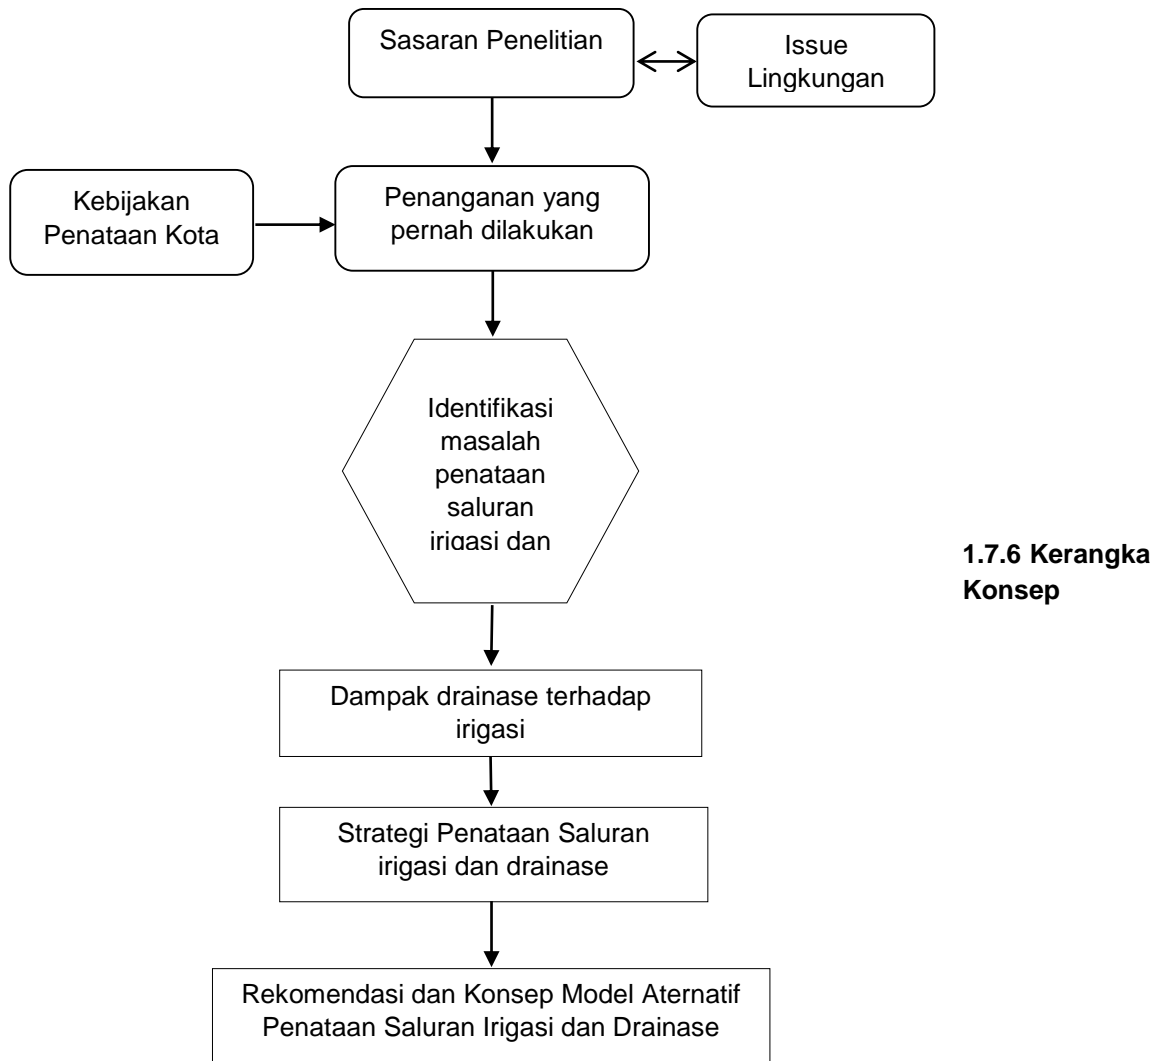 Sasaran Penelitian
Issue
Lingkungan
Kebijakan
Penataan Kota
Penanganan yang
pernah dilakukan
Identifikasi
masalah
penataan
saluran
irigasi dan
1.7.6 Kerangka
Konsep
Dampak drainase terhadap
irigasi
Strategi Penataan Saluran
irigasi dan drainase
Rekomendasi dan Konsep Model Aternatif
Penataan Saluran Irigasi dan Drainase